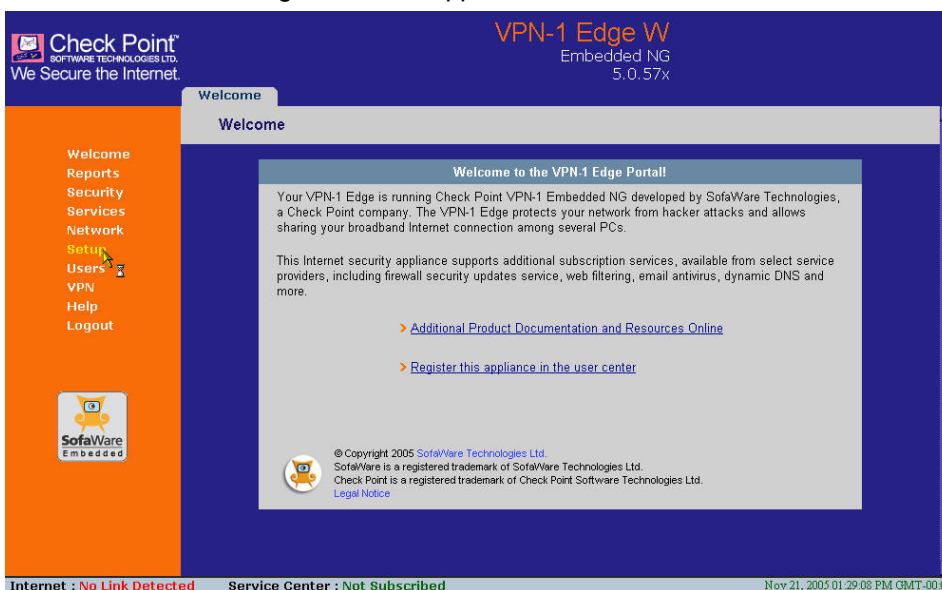 Check Point™
SOFTWARE TECHNOLOGIES LTD.
We Secure the Internet.
VPN-1 Edge W
Embedded NG
5.0.57x
Welcome
Welcome
Welcome
Reports
Security
Services
Network
Setup
Users
VPN
Help
Logout
SofaWare
Embedded
Welcome to the VPN-1 Edge Portal!
Your VPN-1 Edge is running Check Point VPN-1 Embedded NG developed by SofaWare Technologies,
a Check Point company. The VPN-1 Edge protects your network from hacker attacks and allows
sharing your broadband Internet connection among several PCs.
This Internet security appliance supports additional subscription services, available from select service
providers, including firewall security updates service, web filtering, email antivirus, dynamic DNS and
more.
> Additional Product Documentation and Resources Online
> Register this appliance in the user center
© Copyright 2005 SofaWare Technologies Ltd.
SofaWare is a registered trademark of SofaWare Technologies Ltd.
Check Point is a registered trademark of Check Point Software Technologies Ltd.
Legal Notice
Internet : No Link Detected Service Center : Not Subscribed Nov 21, 2005 01:29:08 PM GMT-00: